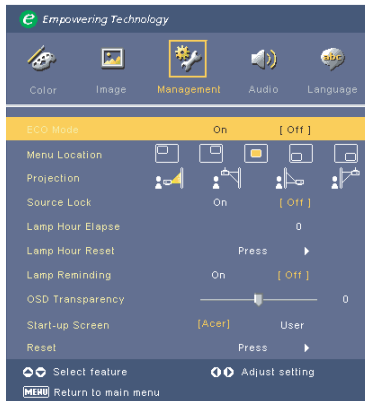 e Empowering Technology
Color Image Management Audio Language
ECO Mode On [ Off ]
Menu Location
Projection
Source Lock On [ Off ]
Lamp Hour Elapse 0
Lamp Hour Reset Press
Lamp Reminding On [ Off ]
OSD Transparency 0
Start-up Screen [Acer] User
Reset Press
Select feature Adjust setting
MENU Return to main menu